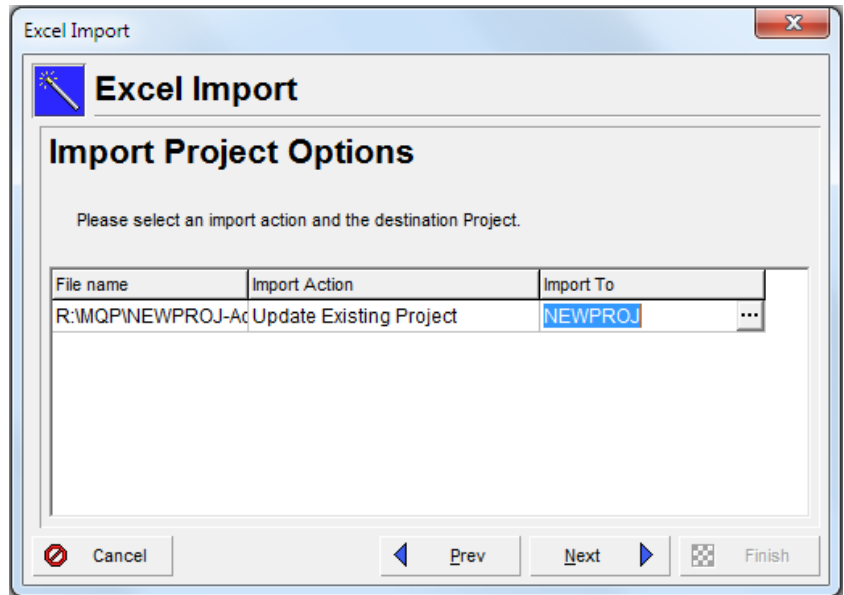 Excel Import
Excel Import
Import Project Options
Please select an import action and the destination Project.
File name Import Action Import To
R:\MQP\NEWPROJ-Ac Update Existing Project NEWPROJ ...
Cancel Prev Next Finish